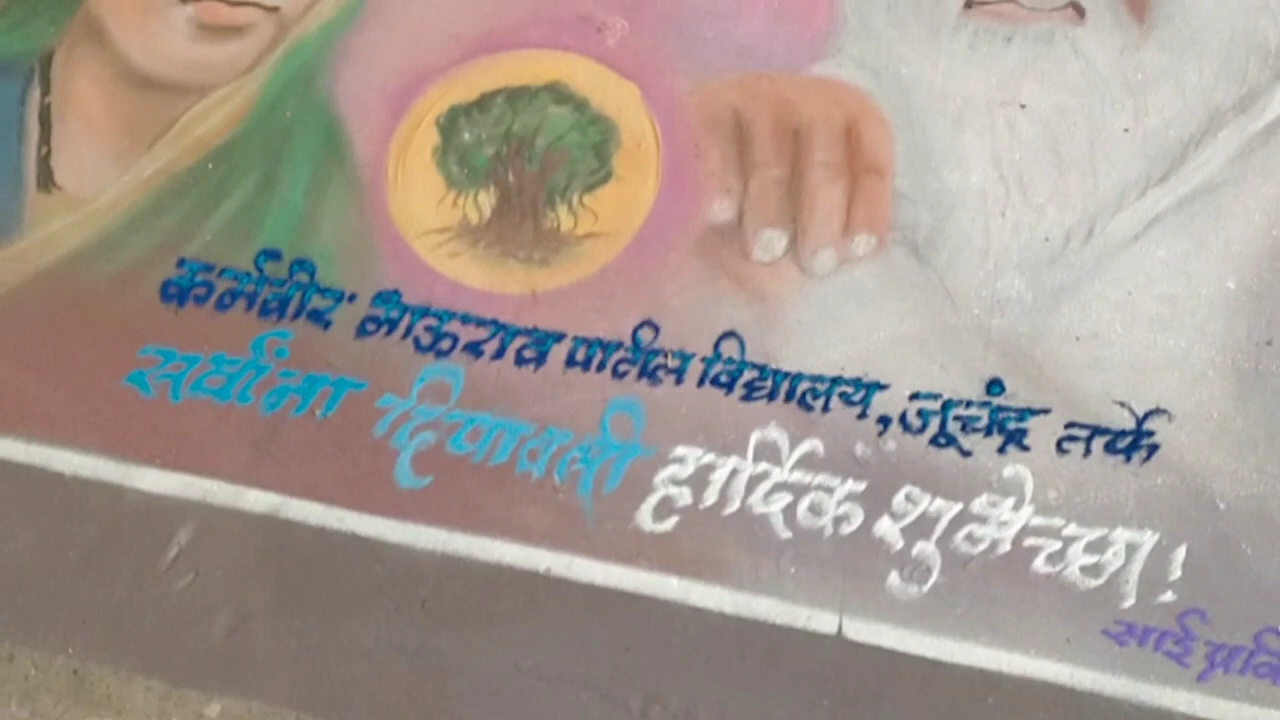 कर्मवीर भाऊराव पाटील विद्यालय, जूचंद्र तर्फे
सर्वांना दिपावली हार्दिक शुभेच्छा!
साई